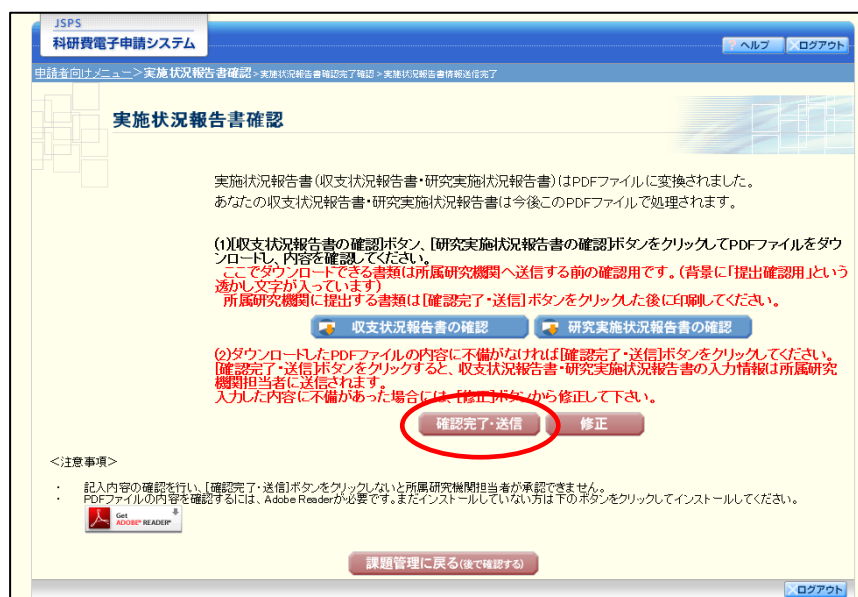 JSPS
科研費電子申請システム
? ヘルプ
×ログアウト
申請者向けメニュー>実施状況報告書確認>実施状況報告書確認完了確認>実施状況報告書情報送信完了
実施状況報告書確認
実施状況報告書(収支状況報告書・研究実施状況報告書)はPDFファイルに変換されました。
あなたの収支状況報告書・研究実施状況報告書は今後このPDFファイルで処理されます。
(1)[収支状況報告書の確認]ボタン、[研究実施状況報告書の確認]ボタンをクリックしてPDFファイルをダウ
ンロードし、内容を確認してください。
ここでダウンロードできる書類は所属研究機関へ送信する前の確認用です。(背景に「提出確認用」という
透かし文字が入っています)
所属研究機関に提出する書類は[確認完了・送信]ボタンをクリックした後に印刷してください。
収支状況報告書の確認
研究実施状況報告書の確認
(2)ダウンロードしたPDFファイルの内容に不備がなければ[確認完了・送信]ボタンをクリックしてください。
[確認完了・送信]ボタンをクリックすると、収支状況報告書・研究実施状況報告書の入力情報は所属研究
機関担当者に送信されます。
入力した内容に不備があった場合には、[修正]ボタンから修正して下さい。
確認完了・送信
修正
<注意事項>
・ 記入内容の確認を行い、[確認完了・送信]ボタンをクリックしないと所属研究機関担当者が承認できません。
・ PDFファイルの内容を確認するには、Adobe Readerが必要です。まだインストールしていない方は下のボタンをクリックしてインストールしてください。
Get
ADOBE® READER®
課題管理に戻る(後で確認する)
×ログアウト